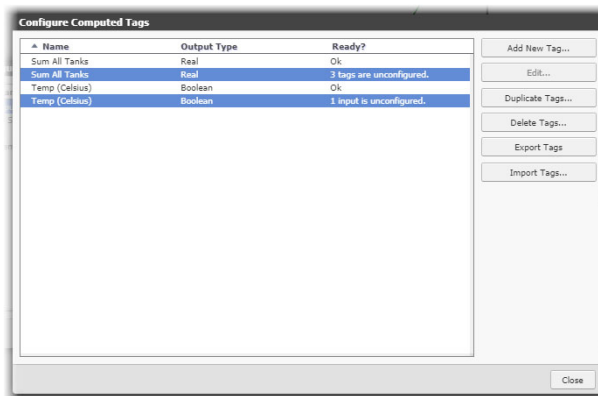 Configure Computed Tags
Name Output Type Ready?
Sum All Tanks Real Ok
Sum All Tanks Real 3 tags are unconfigured.
Temp (Celsius) Boolean Ok
Temp (Celsius) Boolean 1 input is unconfigured.
Add New Tag...
Edit...
Duplicate Tags...
Delete Tags...
Export Tags
Import Tags...
Close